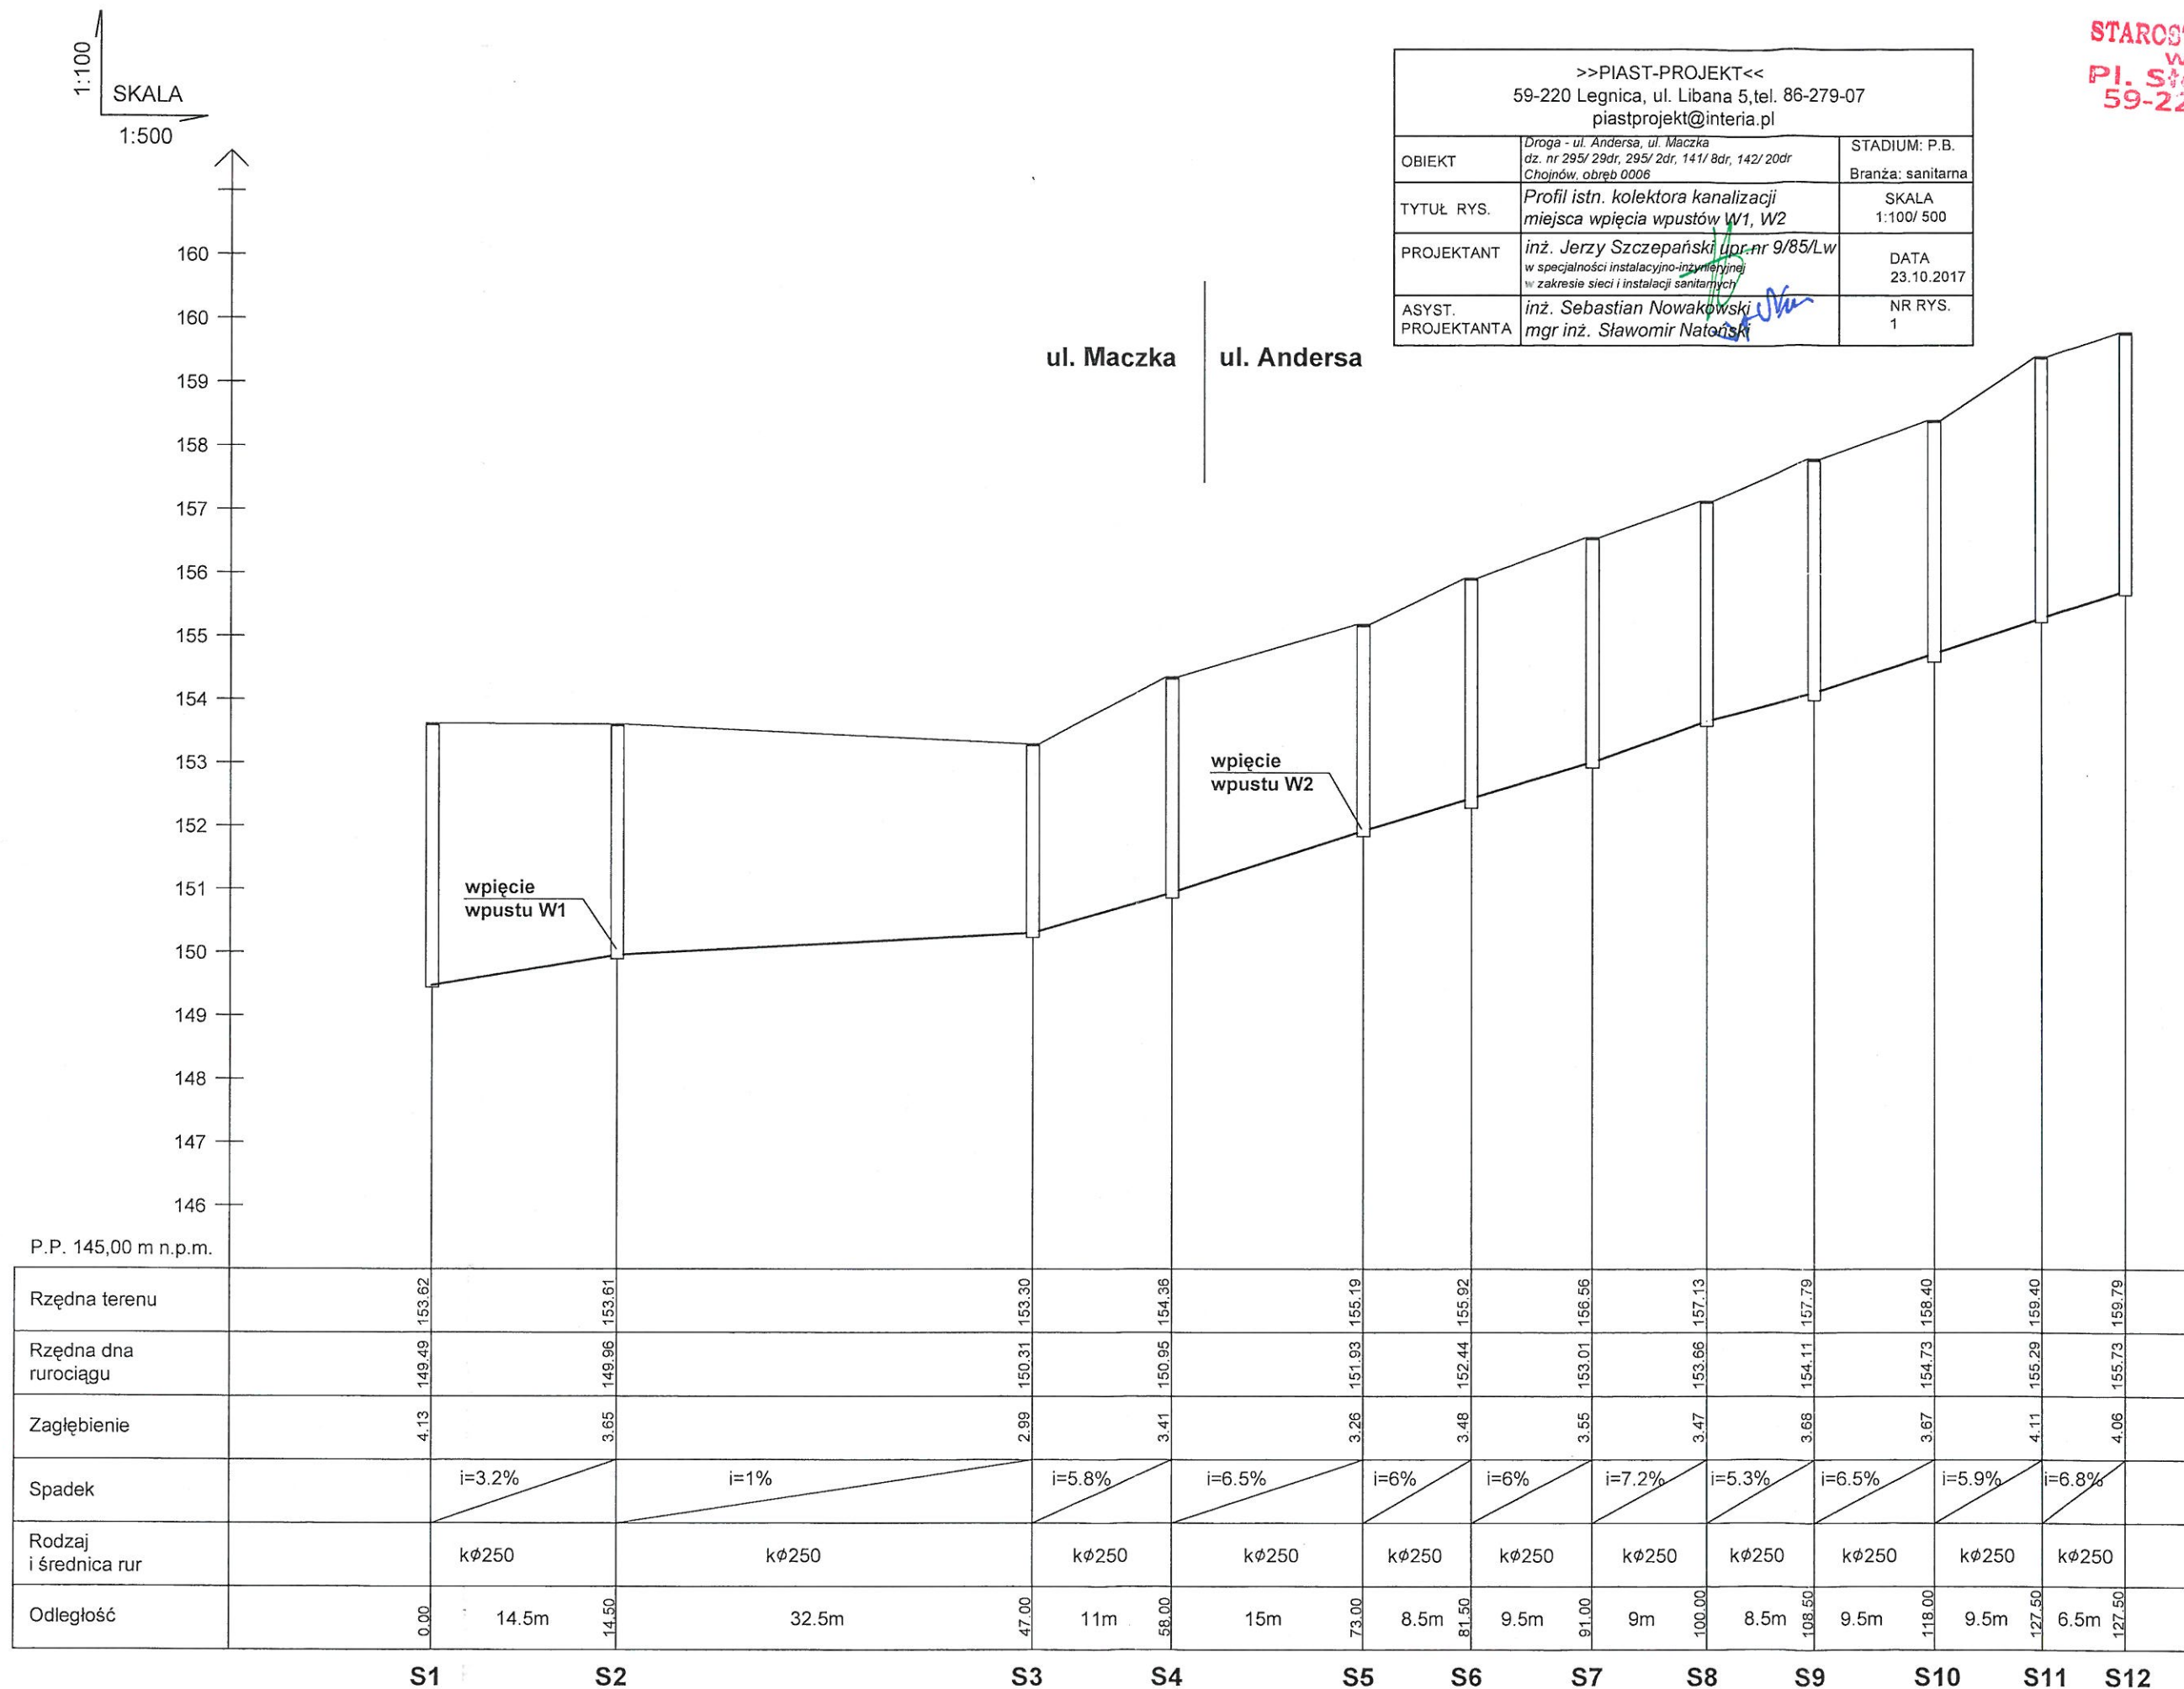 1:100
SKALA
1:500
>>PIAST-PROJEKT<<
59-220 Legnica, ul. Libana 5,tel. 86-279-07
piastprojekt@interia.pl
OBIEKT
Droga - ul. Andersa, ul. Maczka
dz. nr 295/ 29dr, 295/ 2dr, 141/ 8dr, 142/ 20dr
Chojnów, obręb 0006
STADIUM: P.B.
Branża: sanitarna
TYTUŁ RYS.
Profil istn. kolektora kanalizacji
miejsca wpięcia wpustów W1, W2
SKALA
1:100/ 500
PROJEKTANT
inż. Jerzy Szczepański upr.nr 9/85/Lw
w specjalności instalacyjno-inżynieryjnej
w zakresie sieci i instalacji sanitarnych
DATA
23.10.2017
ASYST.
PROJEKTANTA
inż. Sebastian Nowakowski
mgr inż. Sławomir Natoński
NR RYS.
1
Pl.
59-22
160
160
159
158
157
156
155
154
153
152
151
150
149
148
147
146
ul. Maczka
ul. Andersa
wpięcie
wpustu W1
wpięcie
wpustu W2
P.P. 145,00 m n.p.m.
Rzędna terenu
153.62 153.61 153.30 154.36 155.19 155.92 156.56 157.13 157.79 158.40 159.40 159.79
Rzędna dna
rurociągu
149.49 149.96 150.31 150.95 151.93 152.44 153.01 153.66 154.11 154.73 155.29 155.73
Zagłębienie
4.13 3.65 2.99 3.41 3.26 3.48 3.55 3.47 3.68 3.67 4.11 4.06
Spadek
i=3.2% i=1% i=5.8% i=6.5% i=6% i=6% i=7.2% i=5.3% i=6.5% i=5.9% i=6.8%
Rodzaj
i średnica rur
kφ250 kφ250 kφ250 kφ250 kφ250 kφ250 kφ250 kφ250 kφ250 kφ250 kφ250
Odległość
0.00 14.5m 14.50 32.5m 47.00 11m 58.00 15m 73.00 8.5m 81.50 9.5m 91.00 9m 100.00 8.5m 108.50 9.5m 118.00 9.5m 127.50 6.5m 127.50
S1 S2 S3 S4 S5 S6 S7 S8 S9 S10 S11 S12